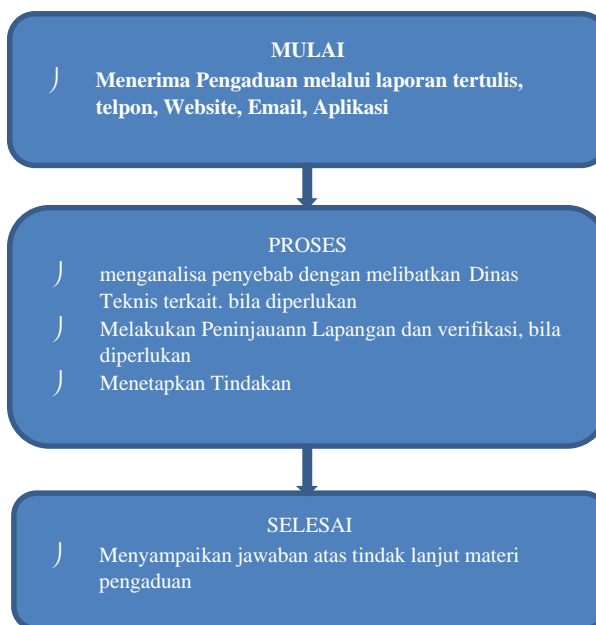 MULAI
Menerima Pengaduan melalui laporan tertulis,
telpon, Website, Email, Aplikasi
PROSES
menganalisa penyebab dengan melibatkan Dinas
Teknis terkait. bila diperlukan
Melakukan Peninjauann Lapangan dan verifikasi, bila
diperlukan
Menetapkan Tindakan
SELESAI
Menyampaikan jawaban atas tindak lanjut materi
pengaduan